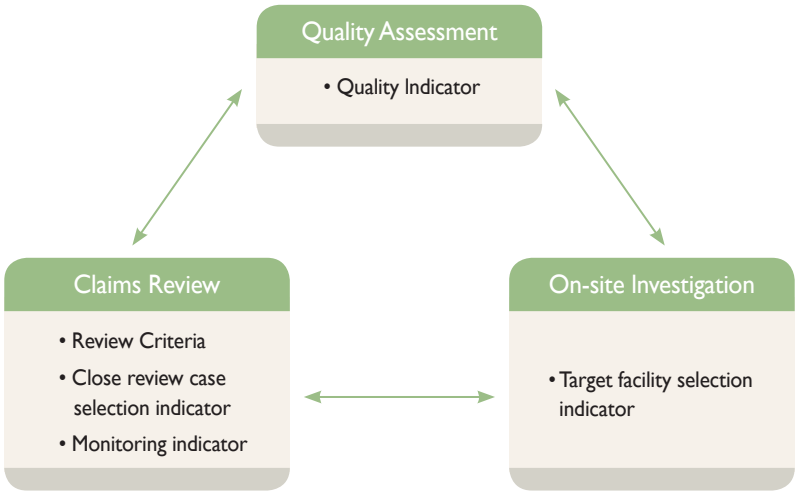 Quality Assessment
• Quality Indicator
Claims Review
• Review Criteria
• Close review case
selection indicator
• Monitoring indicator
On-site Investigation
• Target facility selection
indicator